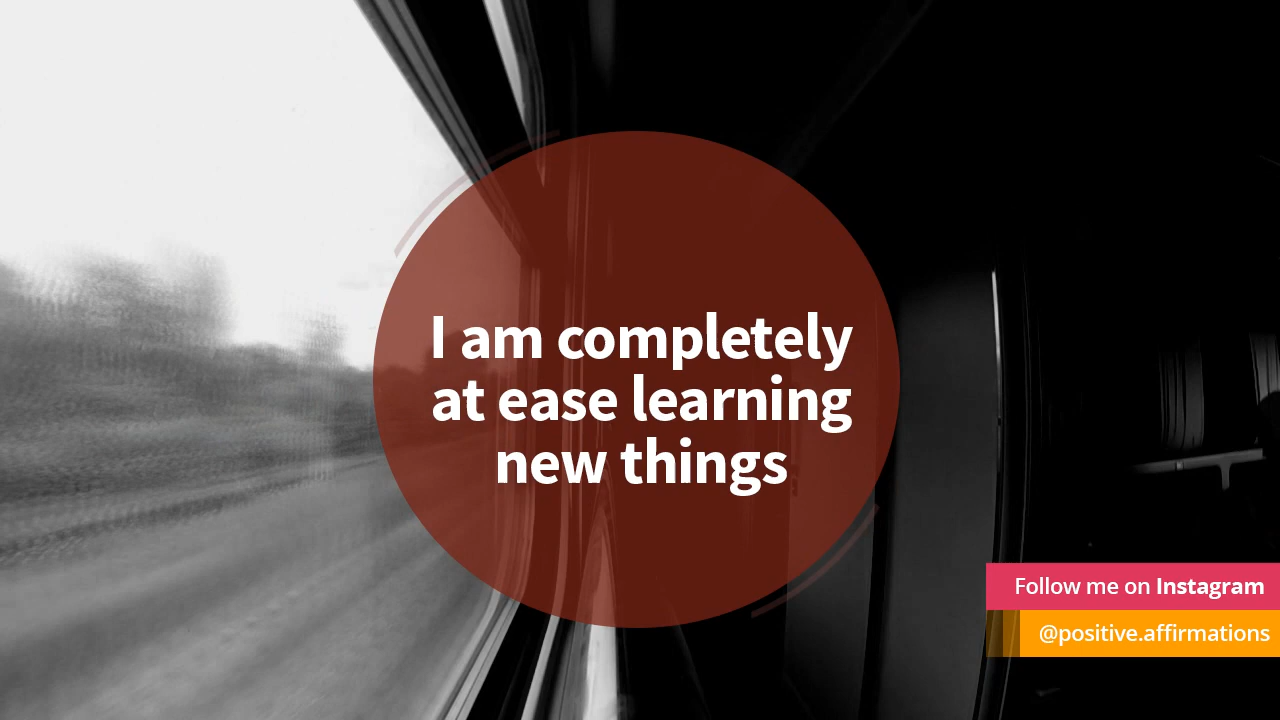 I am completely
at ease learning
new things
Follow me on Instagram
@positive.affirmations